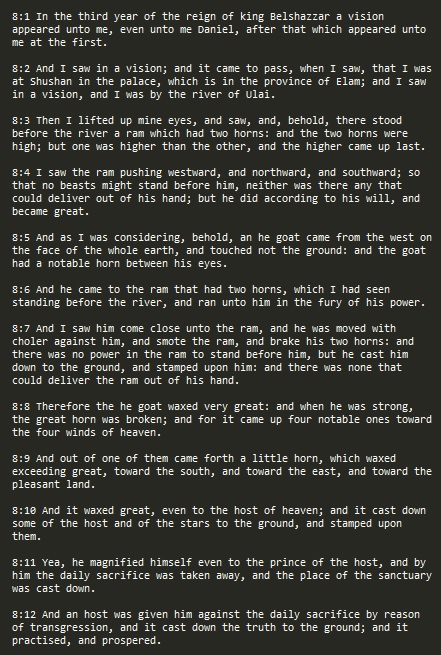 8:1 In the third year of the reign of king Belshazzar a vision
appeared unto me, even unto me Daniel, after that which appeared unto
me at the first.
8:2 And I saw in a vision; and it came to pass, when I saw, that I was
at Shushan in the palace, which is in the province of Elam; and I saw
in a vision, and I was by the river of Ulai.
8:3 Then I lifted up mine eyes, and saw, and, behold, there stood
before the river a ram which had two horns: and the two horns were
high; but one was higher than the other, and the higher came up last.
8:4 I saw the ram pushing westward, and northward, and southward; so
that no beasts might stand before him, neither was there any that
could deliver out of his hand; but he did according to his will, and
became great.
8:5 And as I was considering, behold, an he goat came from the west on
the face of the whole earth, and touched not the ground: and the goat
had a notable horn between his eyes.
8:6 And he came to the ram that had two horns, which I had seen
standing before the river, and ran unto him in the fury of his power.
8:7 And I saw him come close unto the ram, and he was moved with
choler against him, and smote the ram, and brake his two horns: and
there was no power in the ram to stand before him, but he cast him
down to the ground, and stamped upon him: and there was none that
could deliver the ram out of his hand.
8:8 Therefore the he goat waxed very great: and when he was strong,
the great horn was broken; and for it came up four notable ones toward
the four winds of heaven.
8:9 And out of one of them came forth a little horn, which waxed
exceeding great, toward the south, and toward the east, and toward the
pleasant land.
8:10 And it waxed great, even to the host of heaven; and it cast down
some of the host and of the stars to the ground, and stamped upon
them.
8:11 Yea, he magnified himself even to the prince of the host, and by
him the daily sacrifice was taken away, and the place of the sanctuary
was cast down.
8:12 And an host was given him against the daily sacrifice by reason
of transgression, and it cast down the truth to the ground; and it
practised, and prospered.